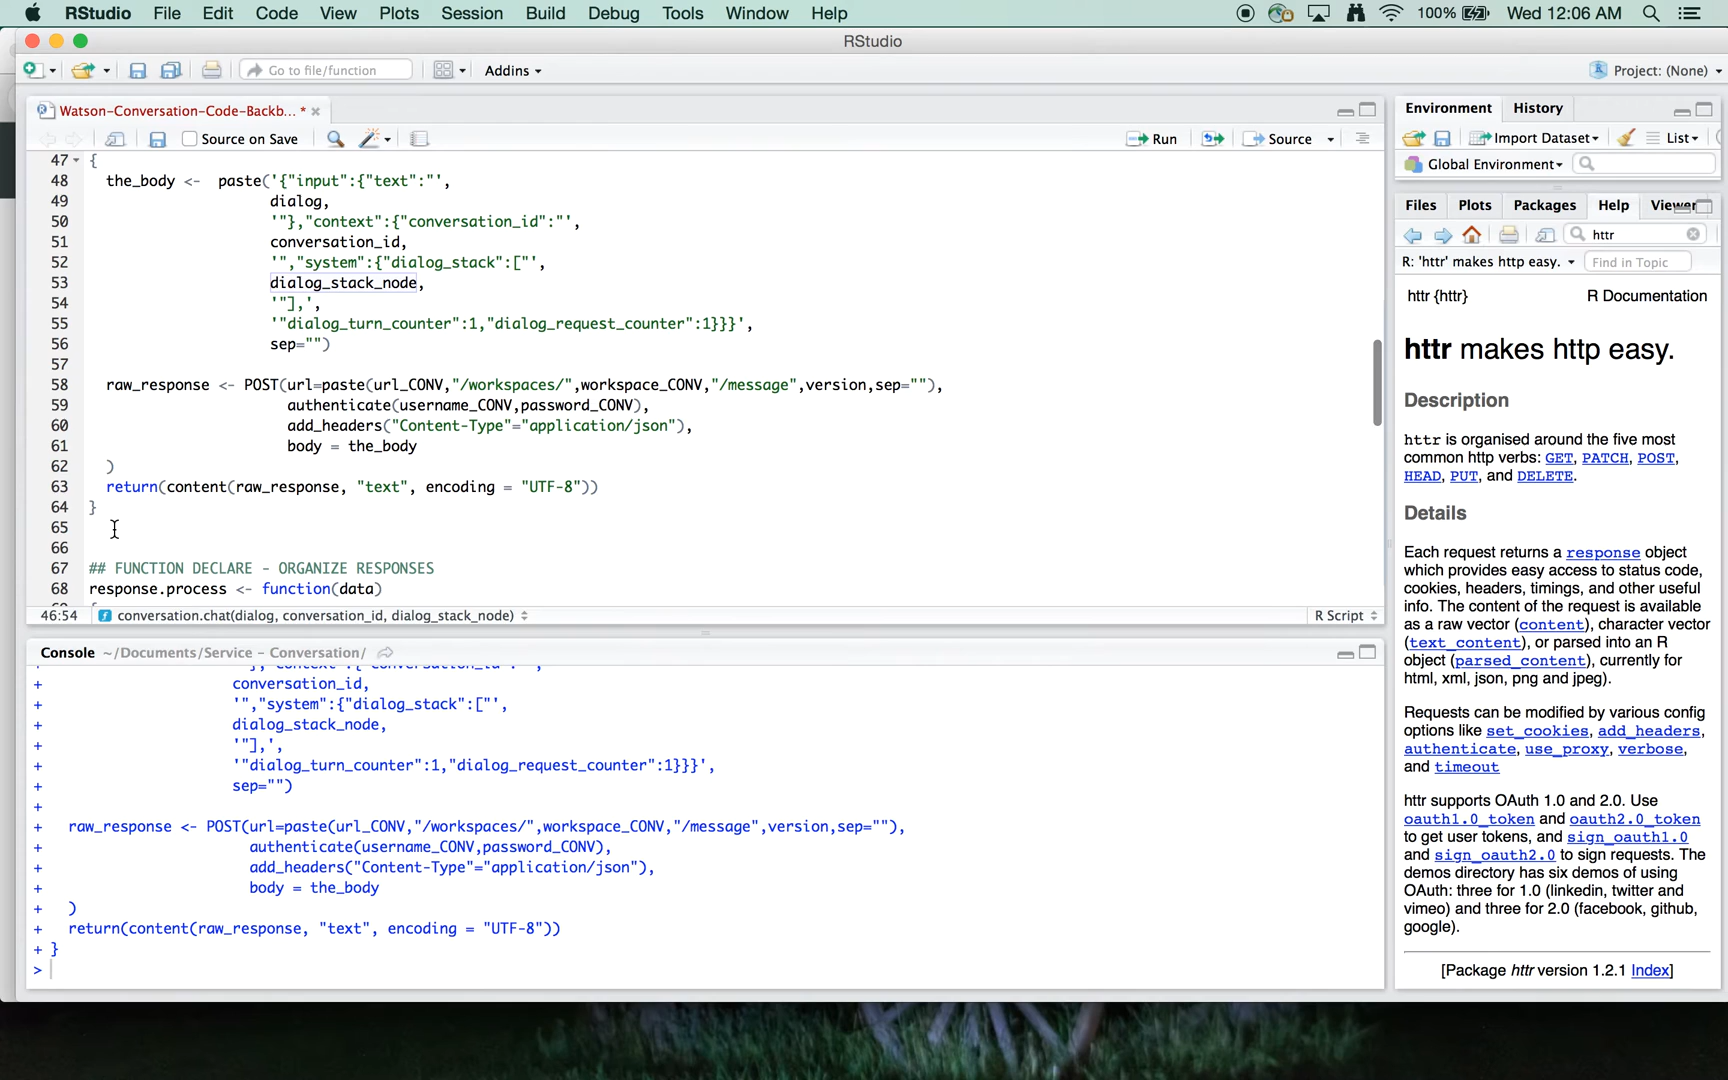 RStudio File Edit Code View Plots Session Build Debug Tools Window Help 100% Wed 12:06 AM
RStudio
Go to file/function Addins Project: (None)
Watson-Conversation-Code-Backb... *
Source on Save Run Source
47 {
48 the_body <- paste('{"input":{"text":"',
49 dialog,
50 '"},"context":{"conversation_id":"',
51 conversation_id,
52 '","system":{"dialog_stack":["',
53 dialog_stack_node,
54 '"],',
55 '"dialog_turn_counter":1,"dialog_request_counter":1}}}',
56 sep="")
57
58 raw_response <- POST(url=paste(url_CONV,"/workspaces/",workspace_CONV,"/message",version,sep=""),
59 authenticate(username_CONV,password_CONV),
60 add_headers("Content-Type"="application/json"),
61 body = the_body
62 )
63 return(content(raw_response, "text", encoding = "UTF-8"))
64 }
65
66
67 ## FUNCTION DECLARE - ORGANIZE RESPONSES
68 response.process <- function(data)
46:54 conversation.chat(dialog, conversation_id, dialog_stack_node) R Script
Console ~/Documents/Service - Conversation/
+ conversation_id,
+ '","system":{"dialog_stack":["',
+ dialog_stack_node,
+ '"],',
+ '"dialog_turn_counter":1,"dialog_request_counter":1}}}',
+ sep="")
+
+ raw_response <- POST(url=paste(url_CONV,"/workspaces/",workspace_CONV,"/message",version,sep=""),
+ authenticate(username_CONV,password_CONV),
+ add_headers("Content-Type"="application/json"),
+ body = the_body
+ )
+ return(content(raw_response, "text", encoding = "UTF-8"))
+ }
>
Environment History
Import Dataset List
Global Environment
Files Plots Packages Help Viewer
httr
R: 'httr' makes http easy. Find in Topic
httr {httr} R Documentation
httr makes http easy.
Description
httr is organised around the five most
common http verbs: GET, PATCH, POST,
HEAD, PUT, and DELETE.
Details
Each request returns a response object
which provides easy access to status code,
cookies, headers, timings, and other useful
info. The content of the request is available
as a raw vector (content), character vector
(text_content), or parsed into an R
object (parsed_content), currently for
html, xml, json, png and jpeg).
Requests can be modified by various config
options like set_cookies, add_headers,
authenticate, use_proxy, verbose,
and timeout
httr supports OAuth 1.0 and 2.0. Use
oauth1.0_token and oauth2.0_token
to get user tokens, and sign_oauth1.0
and sign_oauth2.0 to sign requests. The
demos directory has six demos of using
OAuth: three for 1.0 (linkedin, twitter and
vimeo) and three for 2.0 (facebook, github,
google).
[Package httr version 1.2.1 Index]